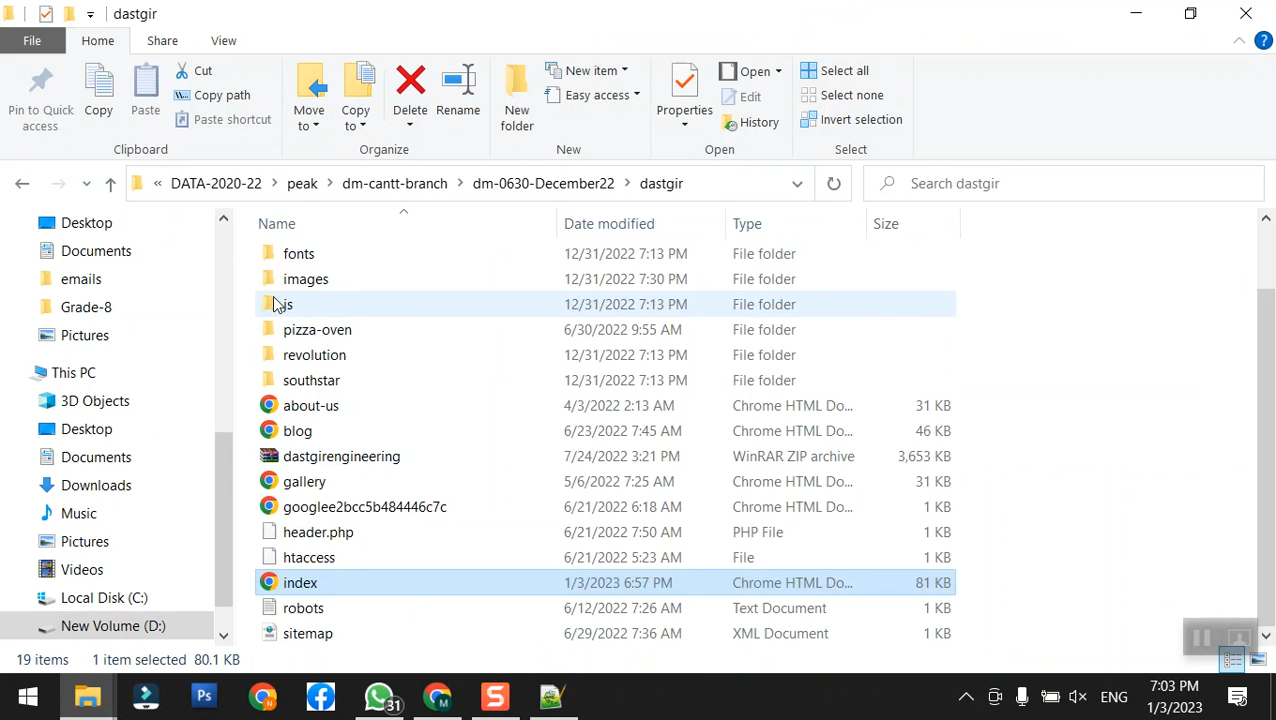 dastgir
File Home Share View
Pin to Quick access
Copy
Paste
Cut
Copy path
Paste shortcut
Clipboard
Move to
Copy to
Delete
Rename
Organize
New folder
New item
Easy access
New
Properties
Open
Edit
History
Open
Select all
Select none
Invert selection
Select
« DATA-2020-22 > peak > dm-cantt-branch > dm-0630-December22 > dastgir
Search dastgir
Desktop
Documents
emails
Grade-8
Pictures
This PC
3D Objects
Desktop
Documents
Downloads
Music
Pictures
Videos
Local Disk (C:)
New Volume (D:)
Name Date modified Type Size
fonts 12/31/2022 7:13 PM File folder
images 12/31/2022 7:30 PM File folder
js 12/31/2022 7:13 PM File folder
pizza-oven 6/30/2022 9:55 AM File folder
revolution 12/31/2022 7:13 PM File folder
southstar 12/31/2022 7:13 PM File folder
about-us 4/3/2022 2:13 AM Chrome HTML Do... 31 KB
blog 6/23/2022 7:45 AM Chrome HTML Do... 46 KB
dastgirengineering 7/24/2022 3:21 PM WinRAR ZIP archive 3,653 KB
gallery 5/6/2022 7:25 AM Chrome HTML Do... 31 KB
googlee2bcc5b484446c7c 6/21/2022 6:18 AM Chrome HTML Do... 1 KB
header.php 6/21/2022 7:50 AM PHP File 1 KB
htaccess 6/21/2022 5:23 AM File 1 KB
index 1/3/2023 6:57 PM Chrome HTML Do... 81 KB
robots 6/12/2022 7:26 AM Text Document 1 KB
sitemap 6/29/2022 7:36 AM XML Document 1 KB
19 items 1 item selected 80.1 KB
Ps
N
31
M
S
ENG
7:03 PM
1/3/2023